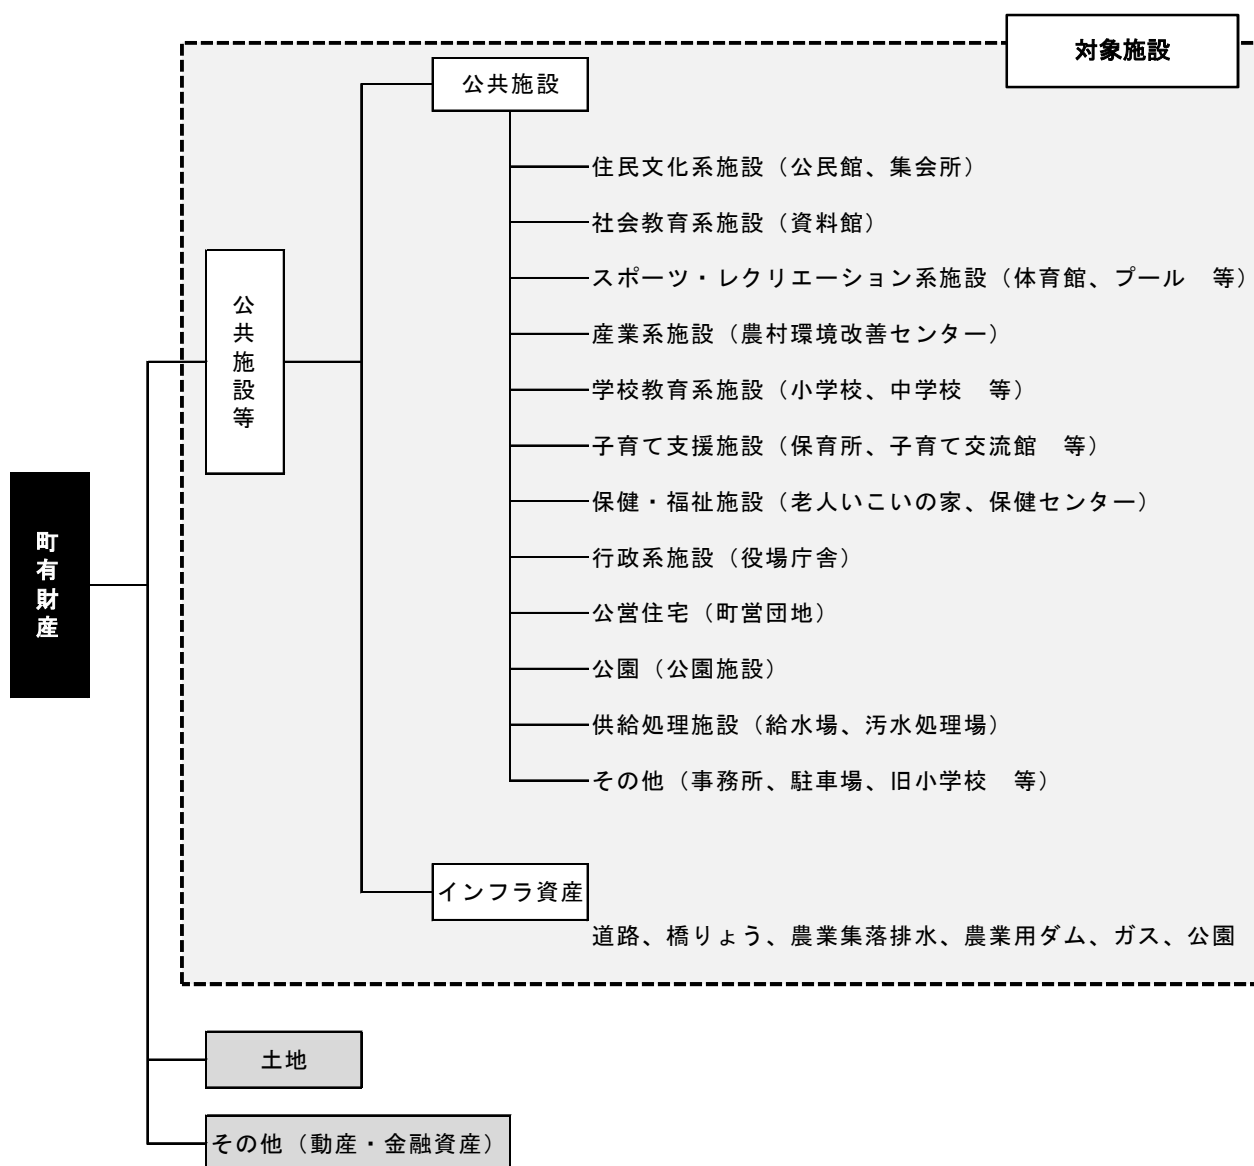 対象施設
公共施設
住民文化系施設（公民館、集会所）
社会教育系施設（資料館）
スポーツ・レクリエーション系施設（体育館、プール　等）
産業系施設（農村環境改善センター）
学校教育系施設（小学校、中学校　等）
子育て支援施設（保育所、子育て交流館　等）
保健・福祉施設（老人いこいの家、保健センター）
行政系施設（役場庁舎）
公営住宅（町営団地）
公園（公園施設）
供給処理施設（給水場、汚水処理場）
その他（事務所、駐車場、旧小学校　等）
公共施設等
町有財産
インフラ資産
道路、橋りょう、農業集落排水、農業用ダム、ガス、公園
土地
その他（動産・金融資産）